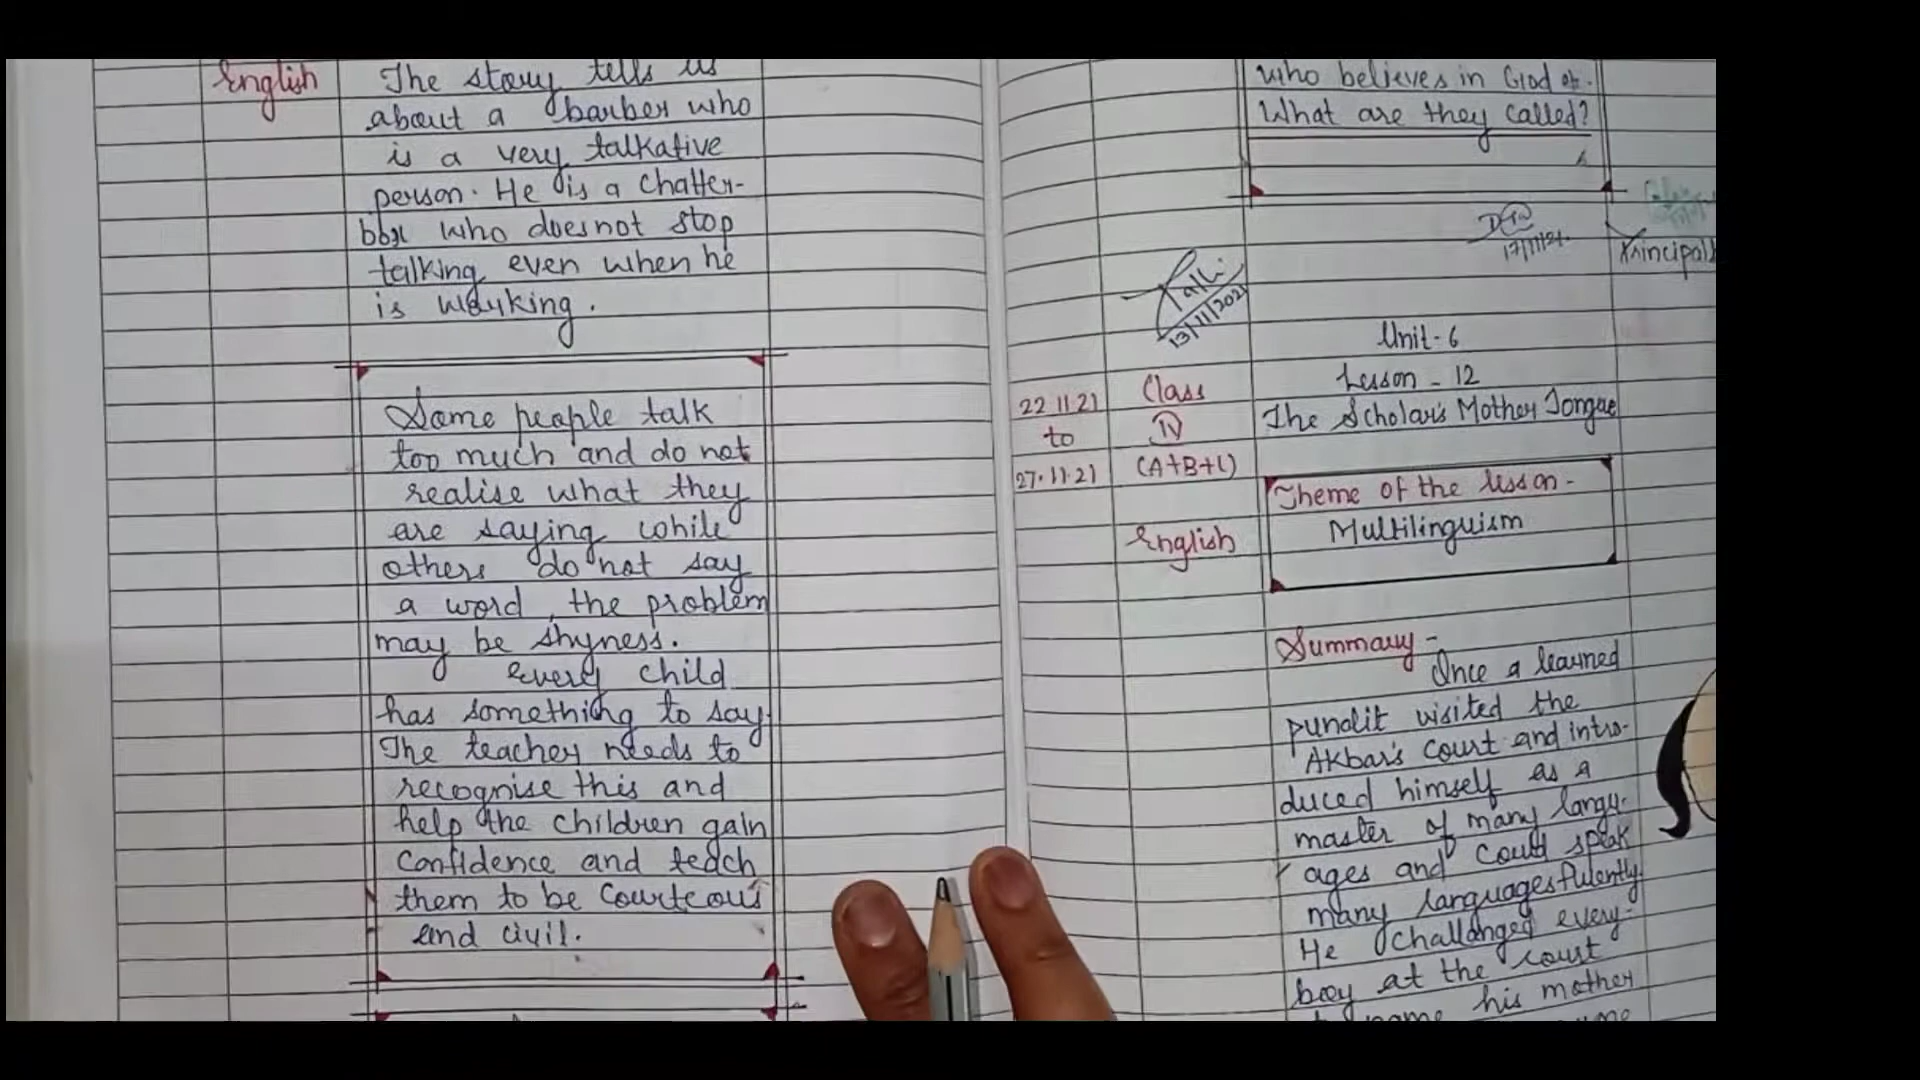 English
The story tells us
about a barber who
is a very talkative
person. He is a chatter-
box who does not stop
talking even when he
is working.
Some people talk
too much and do not
realise what they
are saying while
others do not say
a word, the problem
may be shyness.
Every child
has something to say.
The teacher needs to
recognise this and
help the children gain
confidence and teach
them to be courteous
and civil.
who believes in God
What are they called?
17/11/21
Principal
13/11/2021
Unit-6
Lesson - 12
The Scholar's Mother Tongue
22.11.21
to
27.11.21
Class
IV
(A+B+C)
English
Theme of the lesson-
Multilinguism
Summary-
Once a learned
pundit visited the
Akbar's court and intro-
duced himself as a
master of many langu-
ages and could speak
many languages fulently.
He challanged every-
boy at the court
name his mother